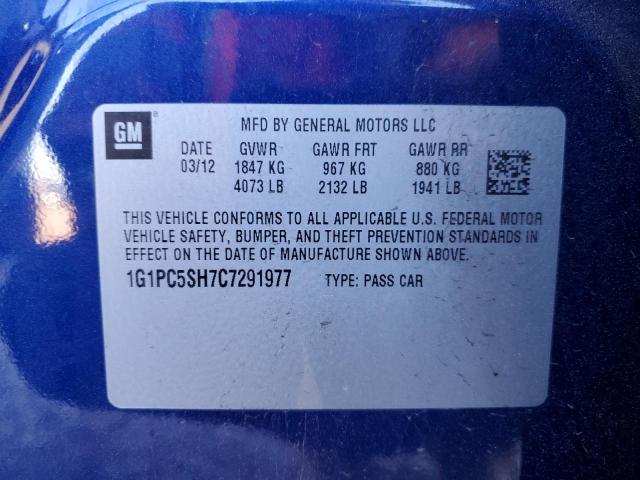 GM ®
MFD BY GENERAL MOTORS LLC
DATE GVWR GAWR FRT GAWR RR
03/12 1847 KG 967 KG 880 KG
4073 LB 2132 LB 1941 LB
THIS VEHICLE CONFORMS TO ALL APPLICABLE U.S. FEDERAL MOTOR
VEHICLE SAFETY, BUMPER, AND THEFT PREVENTION STANDARDS IN
EFFECT ON THE DATE OF MANUFACTURE SHOWN ABOVE.
1G1PC5SH7C7291977 TYPE: PASS CAR